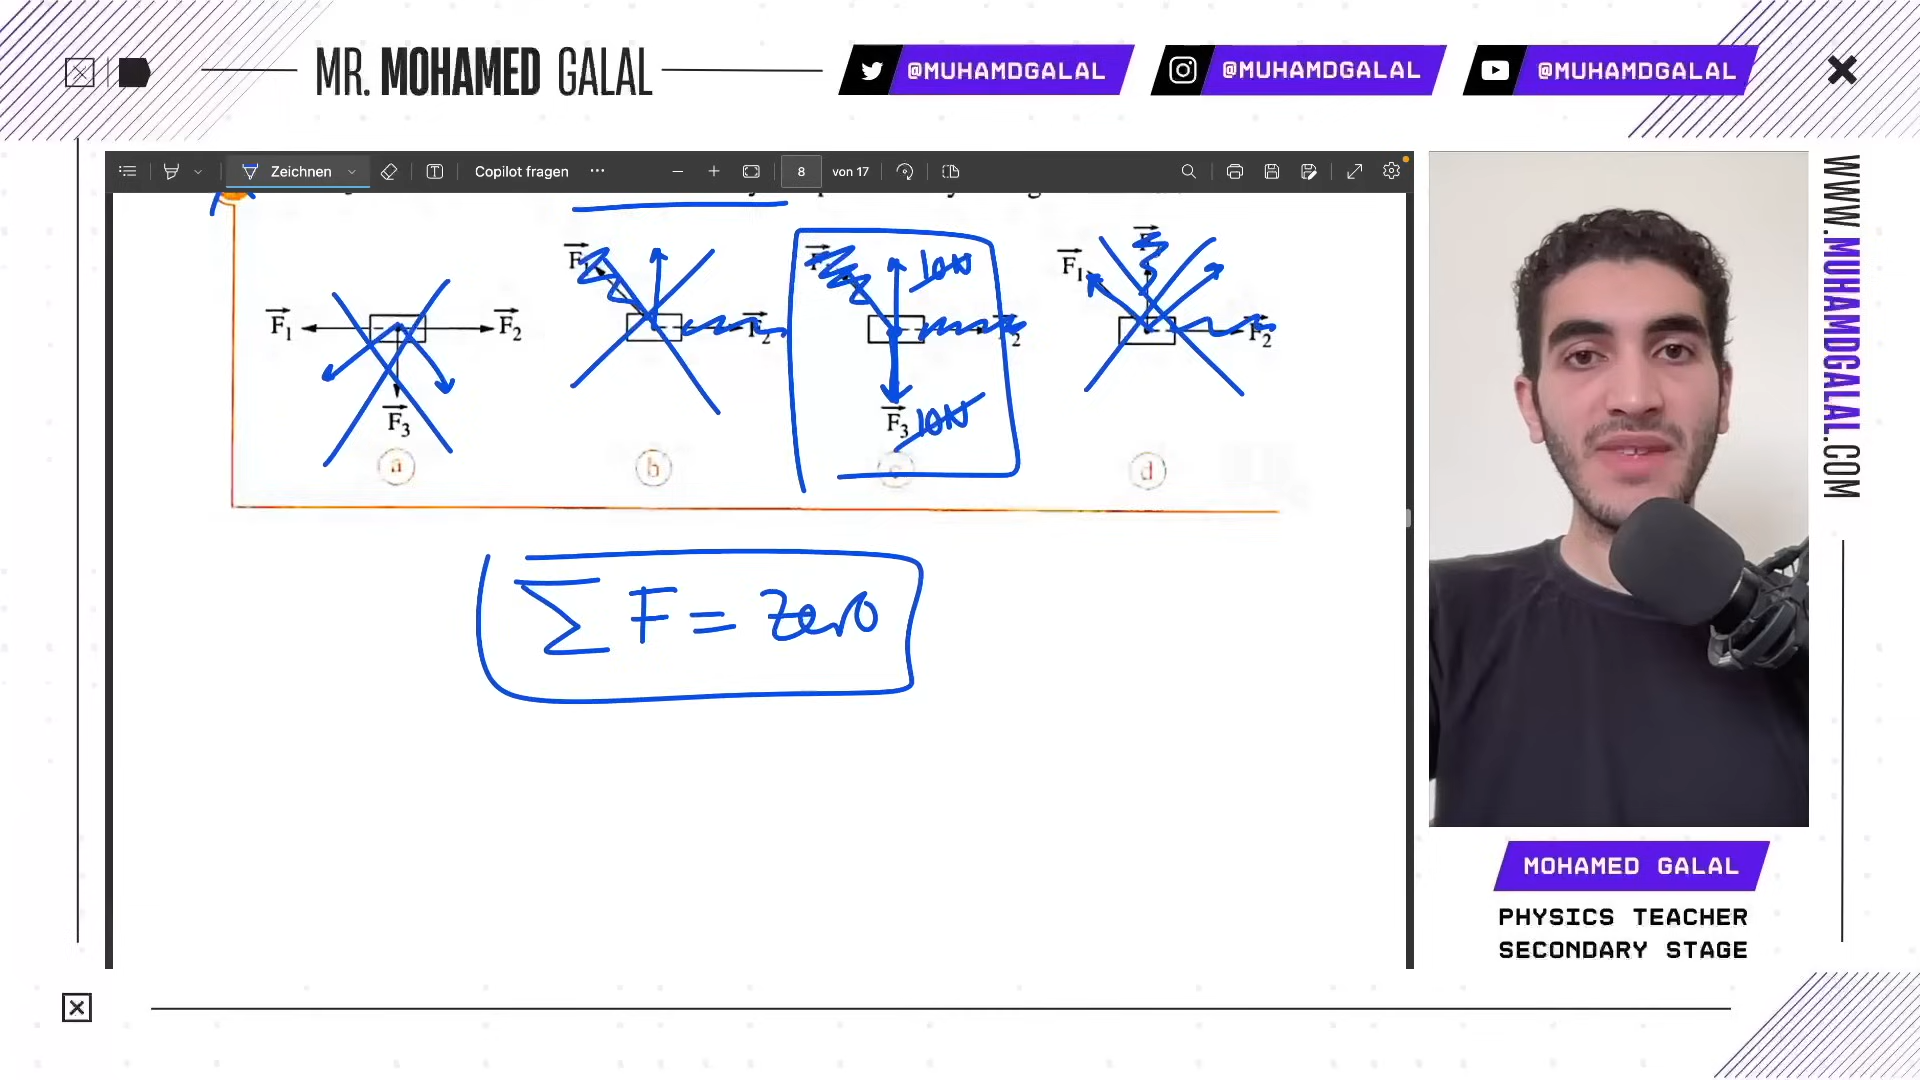 MR. MOHAMED GALAL
@MUHAMDGALAL
@MUHAMDGALAL
@MUHAMDGALAL
WWW.MUHAMDGALAL.COM
Zeichnen
Copilot fragen
8 von 17
F₁ F₂ F₃ a
F₂ b
10N
F₃ 10N
F₁ F₂ d
∑ F = Zero
MOHAMED GALAL
PHYSICS TEACHER
SECONDARY STAGE